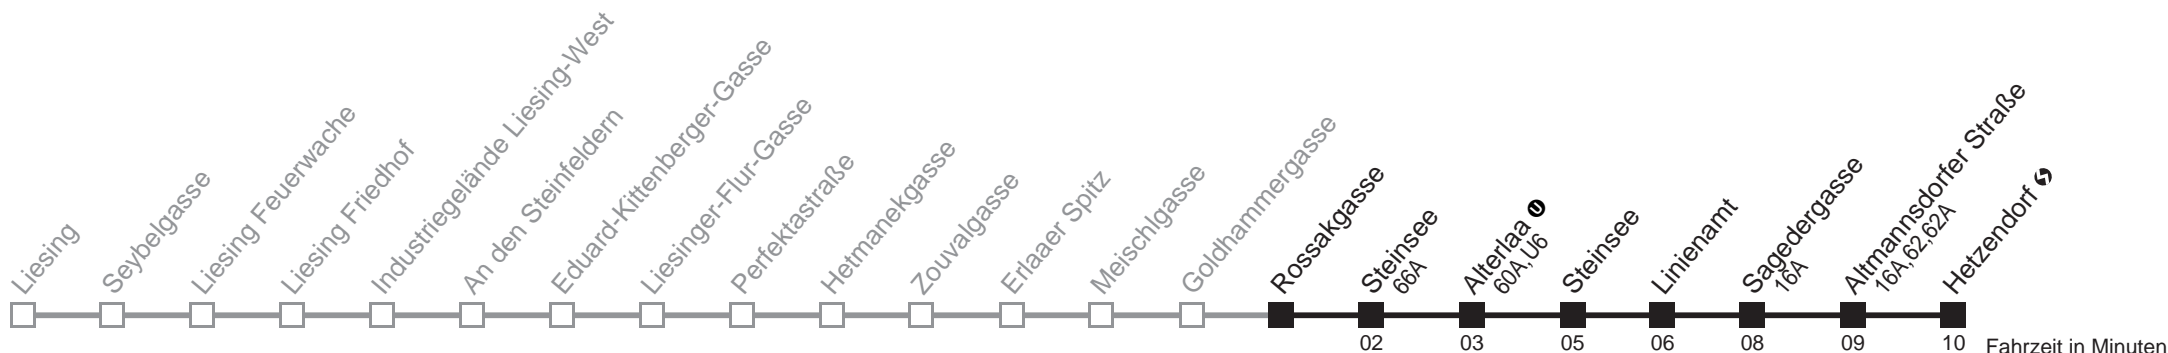 Liesing
Seybelgasse
Liesing Feuerwache
Liesing Friedhof
Industriegelände Liesing-West
An den Steinfeldern
Eduard-Kittenberger-Gasse
Liesinger-Flur-Gasse
Perfektastraße
Hetmanekgasse
Zouvalgasse
Erlaaer Spitz
Meischlgasse
Goldhammergasse
Rossakgasse
Steinsee
66A
Alterlaa U
60A,U6
Steinsee
Linienamt
Sagedergasse
16A
Altmannsdorfer Straße
16A,62,62A
Hetzendorf
02 03 05 06 08 09 10 Fahrzeit in Minuten